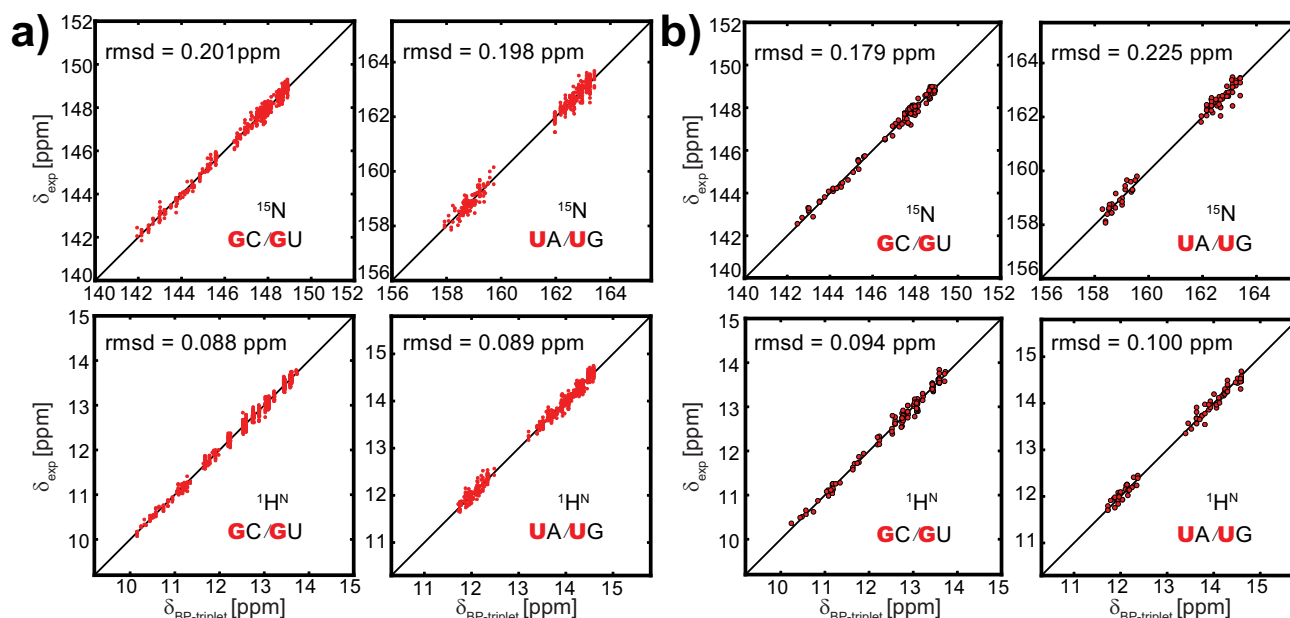 a)
rmsd = 0.201ppm
δexp [ppm]
152
150
148
146
144
142
140
15N
GC/GU
140 142 144 146 148 150 152
rmsd = 0.198 ppm
164
162
160
158
156
15N
UA/UG
156 158 160 162 164
rmsd = 0.088 ppm
δexp [ppm]
15
14
13
12
11
10
1HN
GC/GU
10 11 12 13 14 15
δBP-triplet [ppm]
rmsd = 0.089 ppm
15
14
13
12
11
1HN
UA/UG
11 12 13 14 15
δBP-triplet [ppm]
b)
rmsd = 0.179 ppm
δexp [ppm]
152
150
148
146
144
142
140
15N
GC/GU
140 142 144 146 148 150 152
rmsd = 0.225 ppm
164
162
160
158
156
15N
UA/UG
156 158 160 162 164
rmsd = 0.094 ppm
δexp [ppm]
15
14
13
12
11
10
1HN
GC/GU
10 11 12 13 14 15
δBP-triplet [ppm]
rmsd = 0.100 ppm
15
14
13
12
11
1HN
UA/UG
11 12 13 14 15
δBP-triplet [ppm]